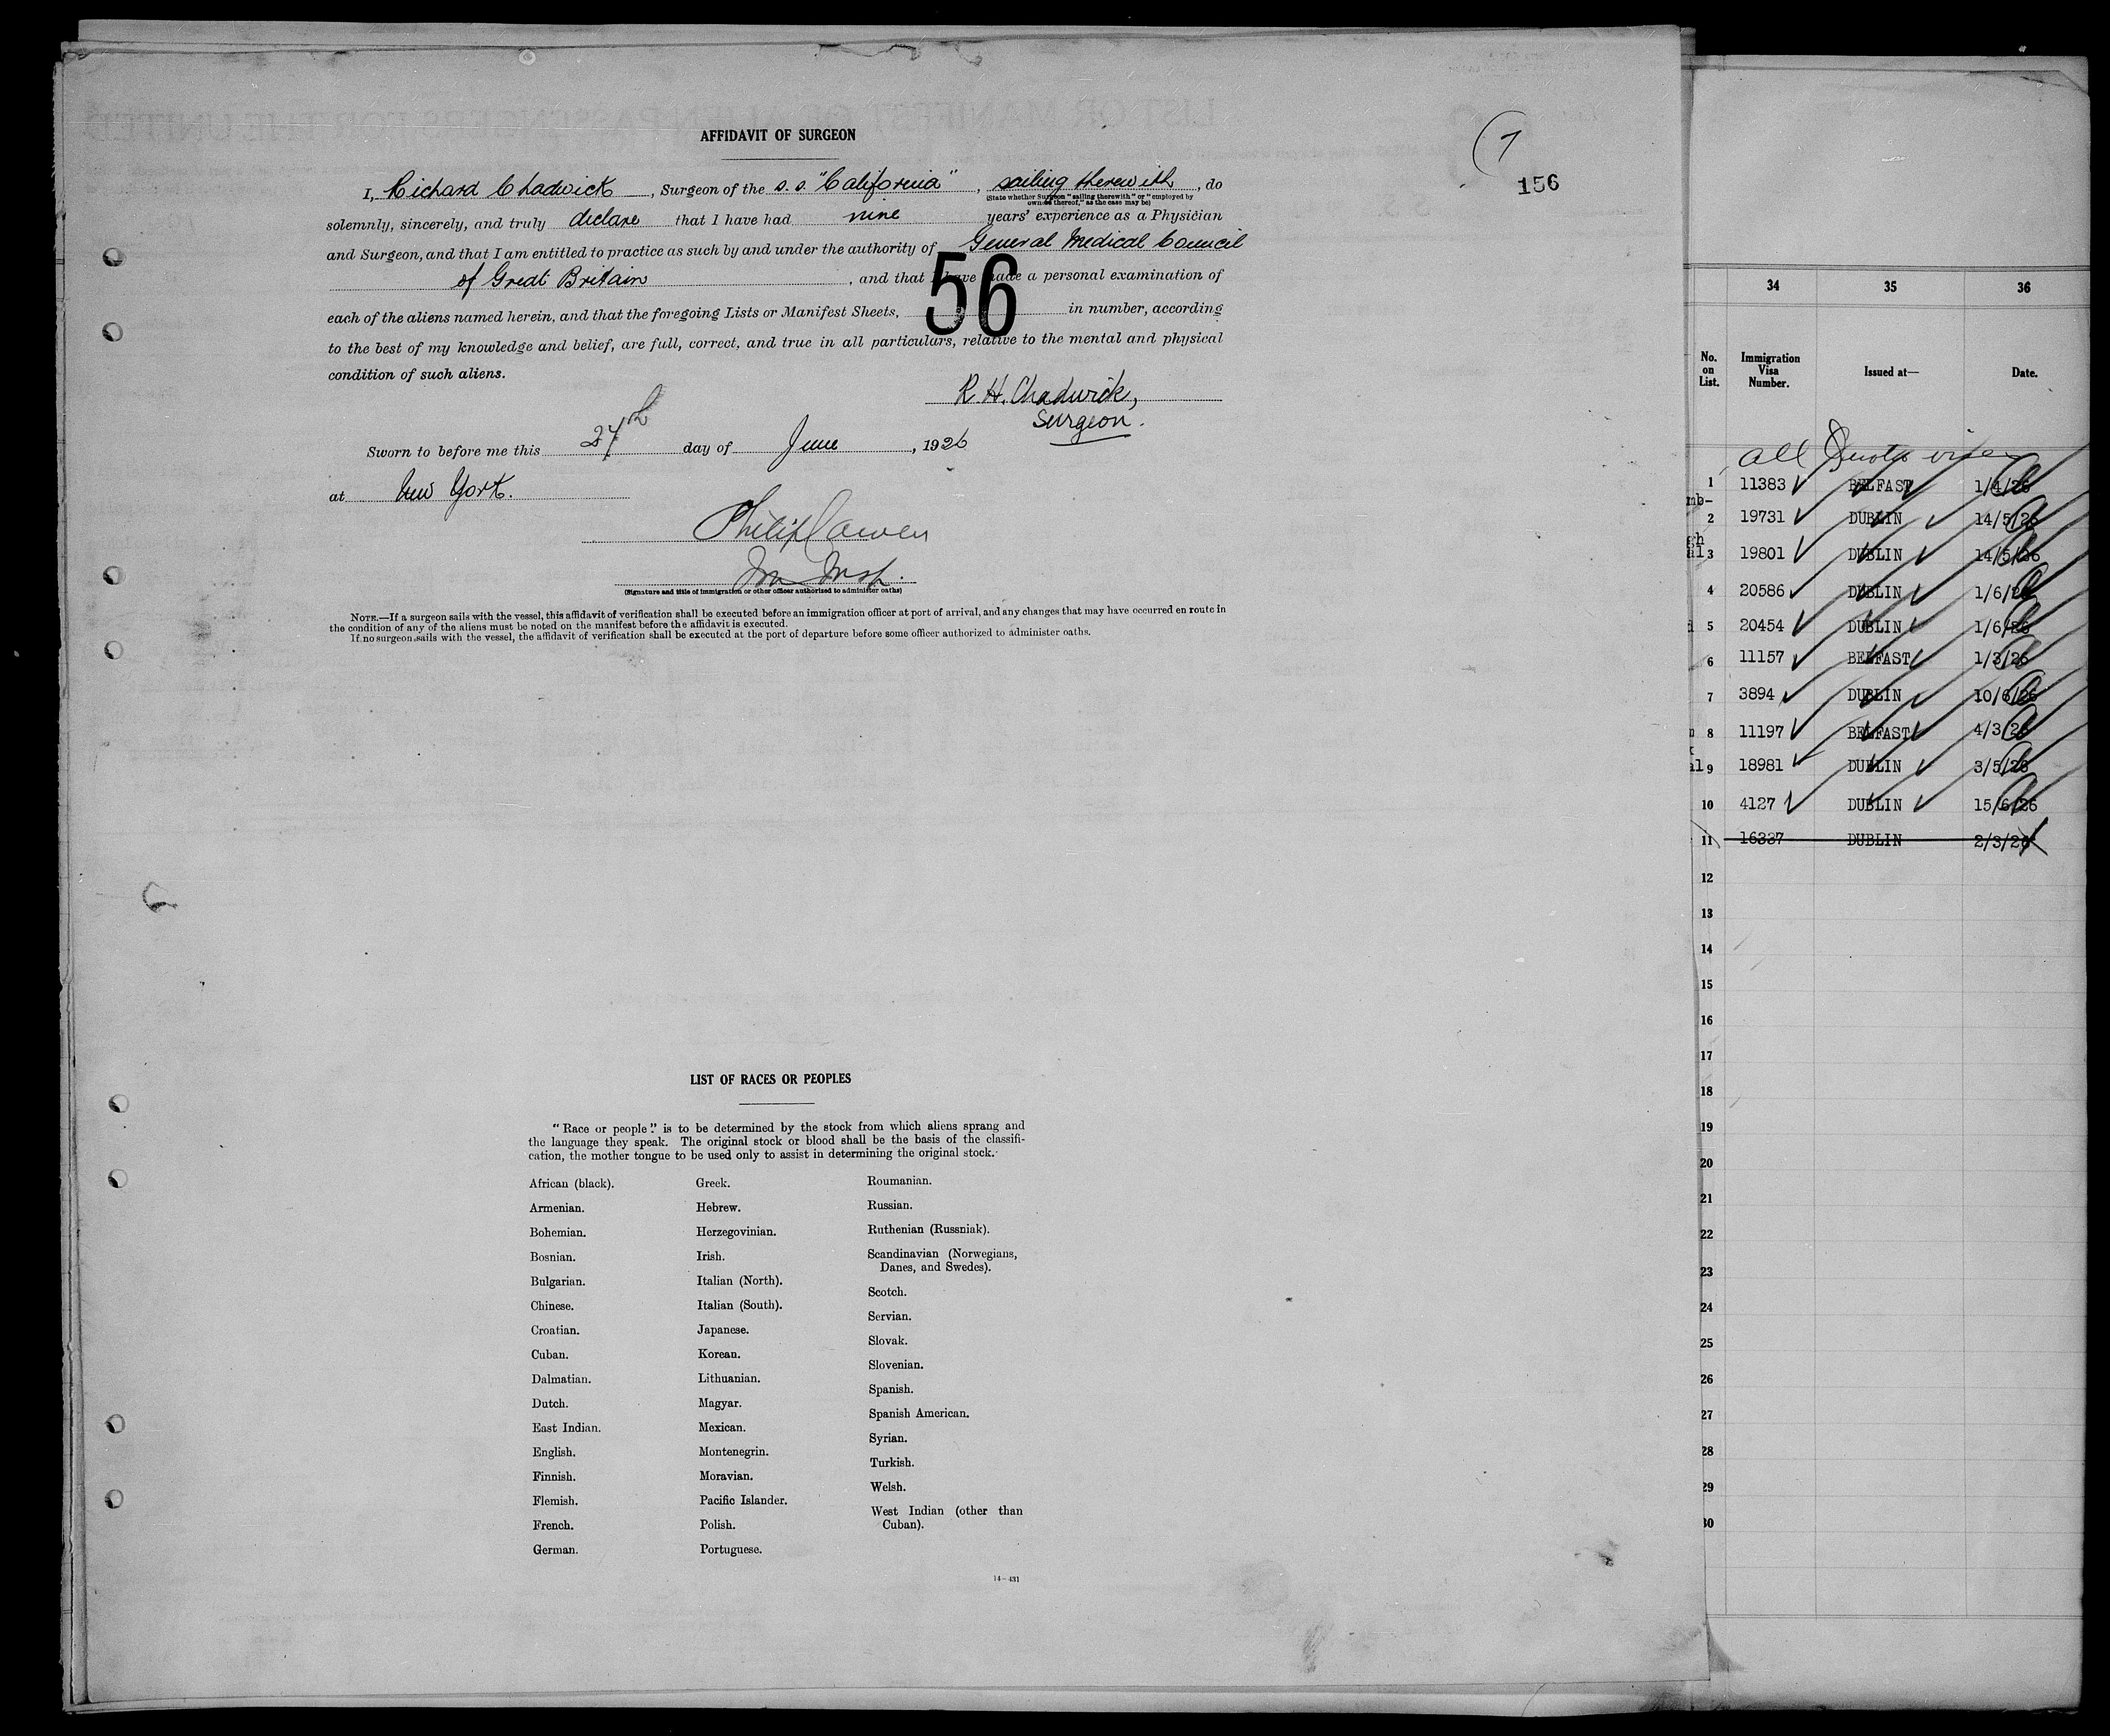 AFFIDAVIT OF SURGEON
7
156
I, Richard Chadwick, Surgeon of the s.s. "California", sailing therewith, do
(State whether Surgeon "sailing therewith" or "employed by
owners thereof," as the case may be)
solemnly, sincerely, and truly declare that I have had nine years' experience as a Physician
and Surgeon, and that I am entitled to practice as such by and under the authority of General Medical Council
of Great Britain, and that I have made a personal examination of
each of the aliens named herein, and that the foregoing Lists or Manifest Sheets, 56 in number, according
to the best of my knowledge and belief, are full, correct, and true in all particulars, relative to the mental and physical
condition of such aliens.
R. H. Chadwick,
Surgeon.
Sworn to before me this 27th day of June, 1926
at New York.
Philip Cowen
Imm Insp.
(Signature and title of immigration or other officer authorized to administer oaths)
NOTE.—If a surgeon sails with the vessel, this affidavit of verification shall be executed before an immigration officer at port of arrival, and any changes that may have occurred en route in
the condition of any of the aliens must be noted on the manifest before the affidavit is executed.
If no surgeon sails with the vessel, the affidavit of verification shall be executed at the port of departure before some officer authorized to administer oaths.
LIST OF RACES OR PEOPLES
"Race or people" is to be determined by the stock from which aliens sprang and
the language they speak. The original stock or blood shall be the basis of the classifi-
cation, the mother tongue to be used only to assist in determining the original stock.
African (black).
Armenian.
Bohemian.
Bosnian.
Bulgarian.
Chinese.
Croatian.
Cuban.
Dalmatian.
Dutch.
East Indian.
English.
Finnish.
Flemish.
French.
German.
Greek.
Hebrew.
Herzegovinian.
Irish.
Italian (North).
Italian (South).
Japanese.
Korean.
Lithuanian.
Magyar.
Mexican.
Montenegrin.
Moravian.
Pacific Islander.
Polish.
Portuguese.
Roumanian.
Russian.
Ruthenian (Russniak).
Scandinavian (Norwegians,
Danes, and Swedes).
Scotch.
Servian.
Slovak.
Slovenian.
Spanish.
Spanish American.
Syrian.
Turkish.
Welsh.
West Indian (other than
Cuban).
14—431
34 35 36
No. on List. Immigration Visa Number. Issued at— Date.
All Quota
1 11383 BELFAST 1/4/26
2 19731 DUBLIN 14/5/26
3 19801 DUBLIN 14/5/26
4 20586 DUBLIN 1/6/26
5 20454 DUBLIN 1/6/26
6 11157 BELFAST 1/3/26
7 3894 DUBLIN 10/6/26
8 11197 BELFAST 4/3/26
9 18981 DUBLIN 3/5/26
10 4127 DUBLIN 15/6/26
11 16337 DUBLIN 2/3/26
12
13
14
15
16
17
18
19
20
21
22
23
24
25
26
27
28
29
30